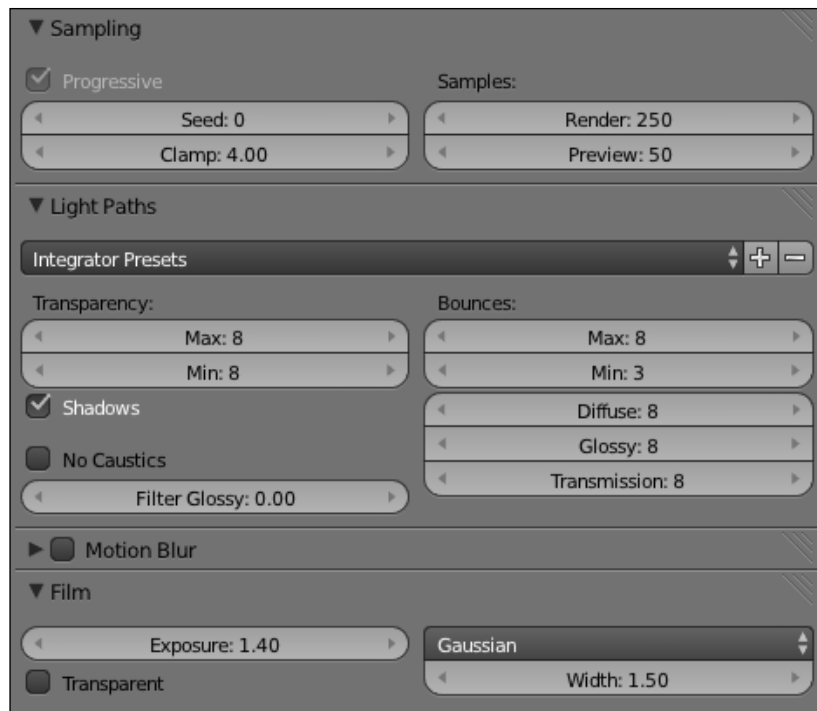 Sampling
Progressive
Samples:
Seed: 0
Render: 250
Clamp: 4.00
Preview: 50
Light Paths
Integrator Presets
Transparency:
Bounces:
Max: 8
Max: 8
Min: 8
Min: 3
Shadows
Diffuse: 8
No Caustics
Glossy: 8
Filter Glossy: 0.00
Transmission: 8
Motion Blur
Film
Exposure: 1.40
Gaussian
Transparent
Width: 1.50